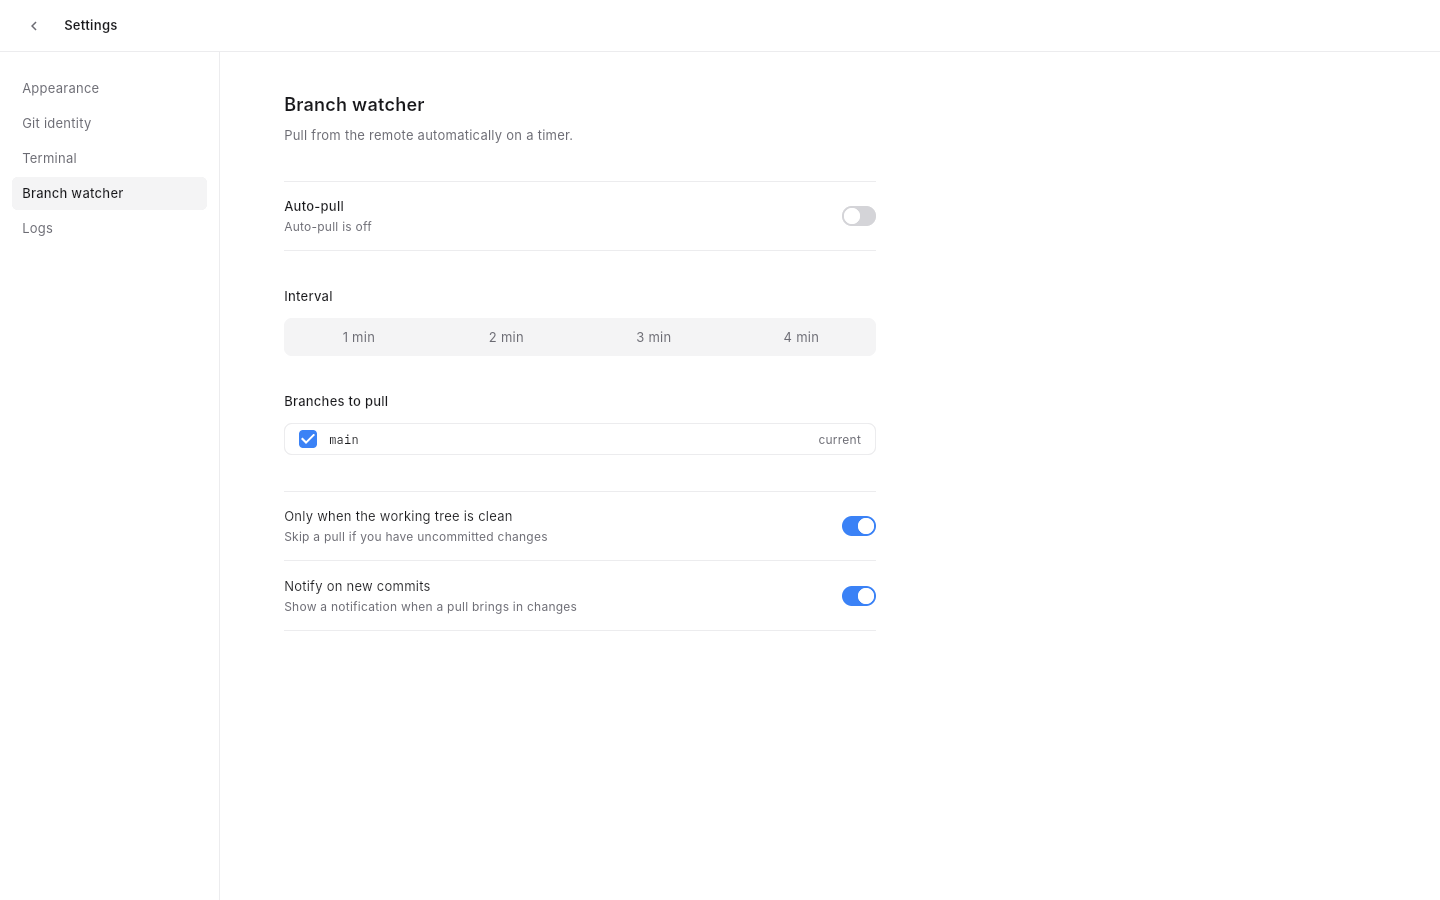 Settings
Appearance
Git identity
Terminal
Branch watcher
Logs
Branch watcher
Pull from the remote automatically on a timer.
Auto-pull
Auto-pull is off
Interval
1 min 2 min 3 min 4 min
Branches to pull
main current
Only when the working tree is clean
Skip a pull if you have uncommitted changes
Notify on new commits
Show a notification when a pull brings in changes